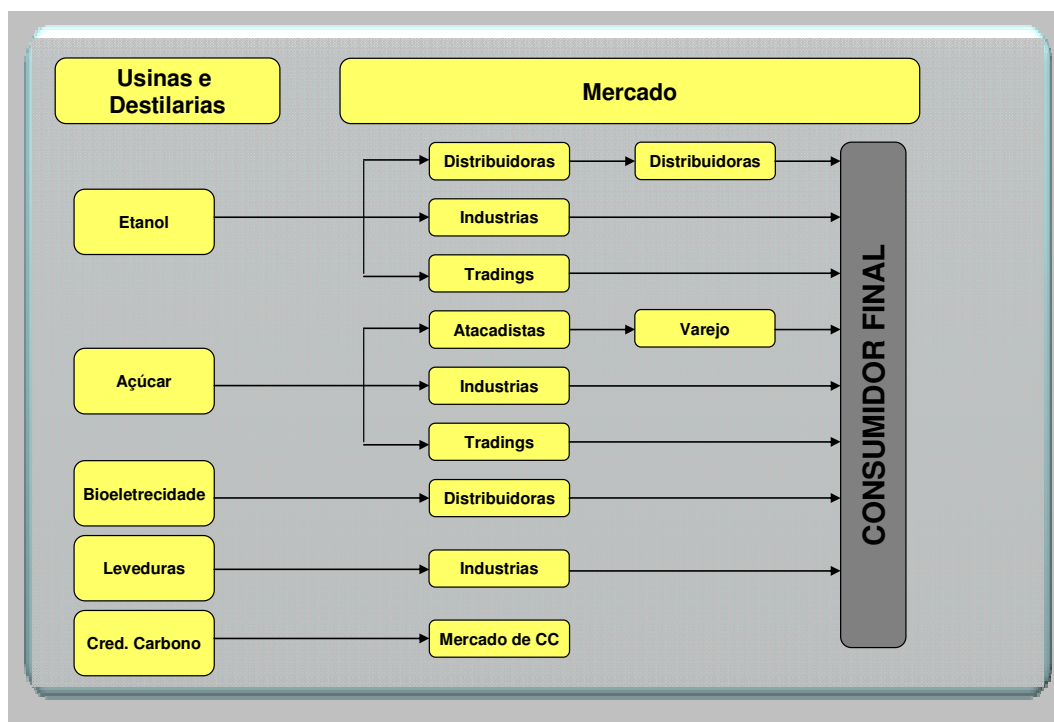 Usinas e
Destilarias
Mercado
Distribuidoras
Distribuidoras
Etanol
Industrias
Tradings
Atacadistas
Varejo
Açúcar
Industrias
Tradings
Bioeletrecidade
Distribuidoras
Leveduras
Industrias
Cred. Carbono
Mercado de CC
CONSUMIDOR FINAL